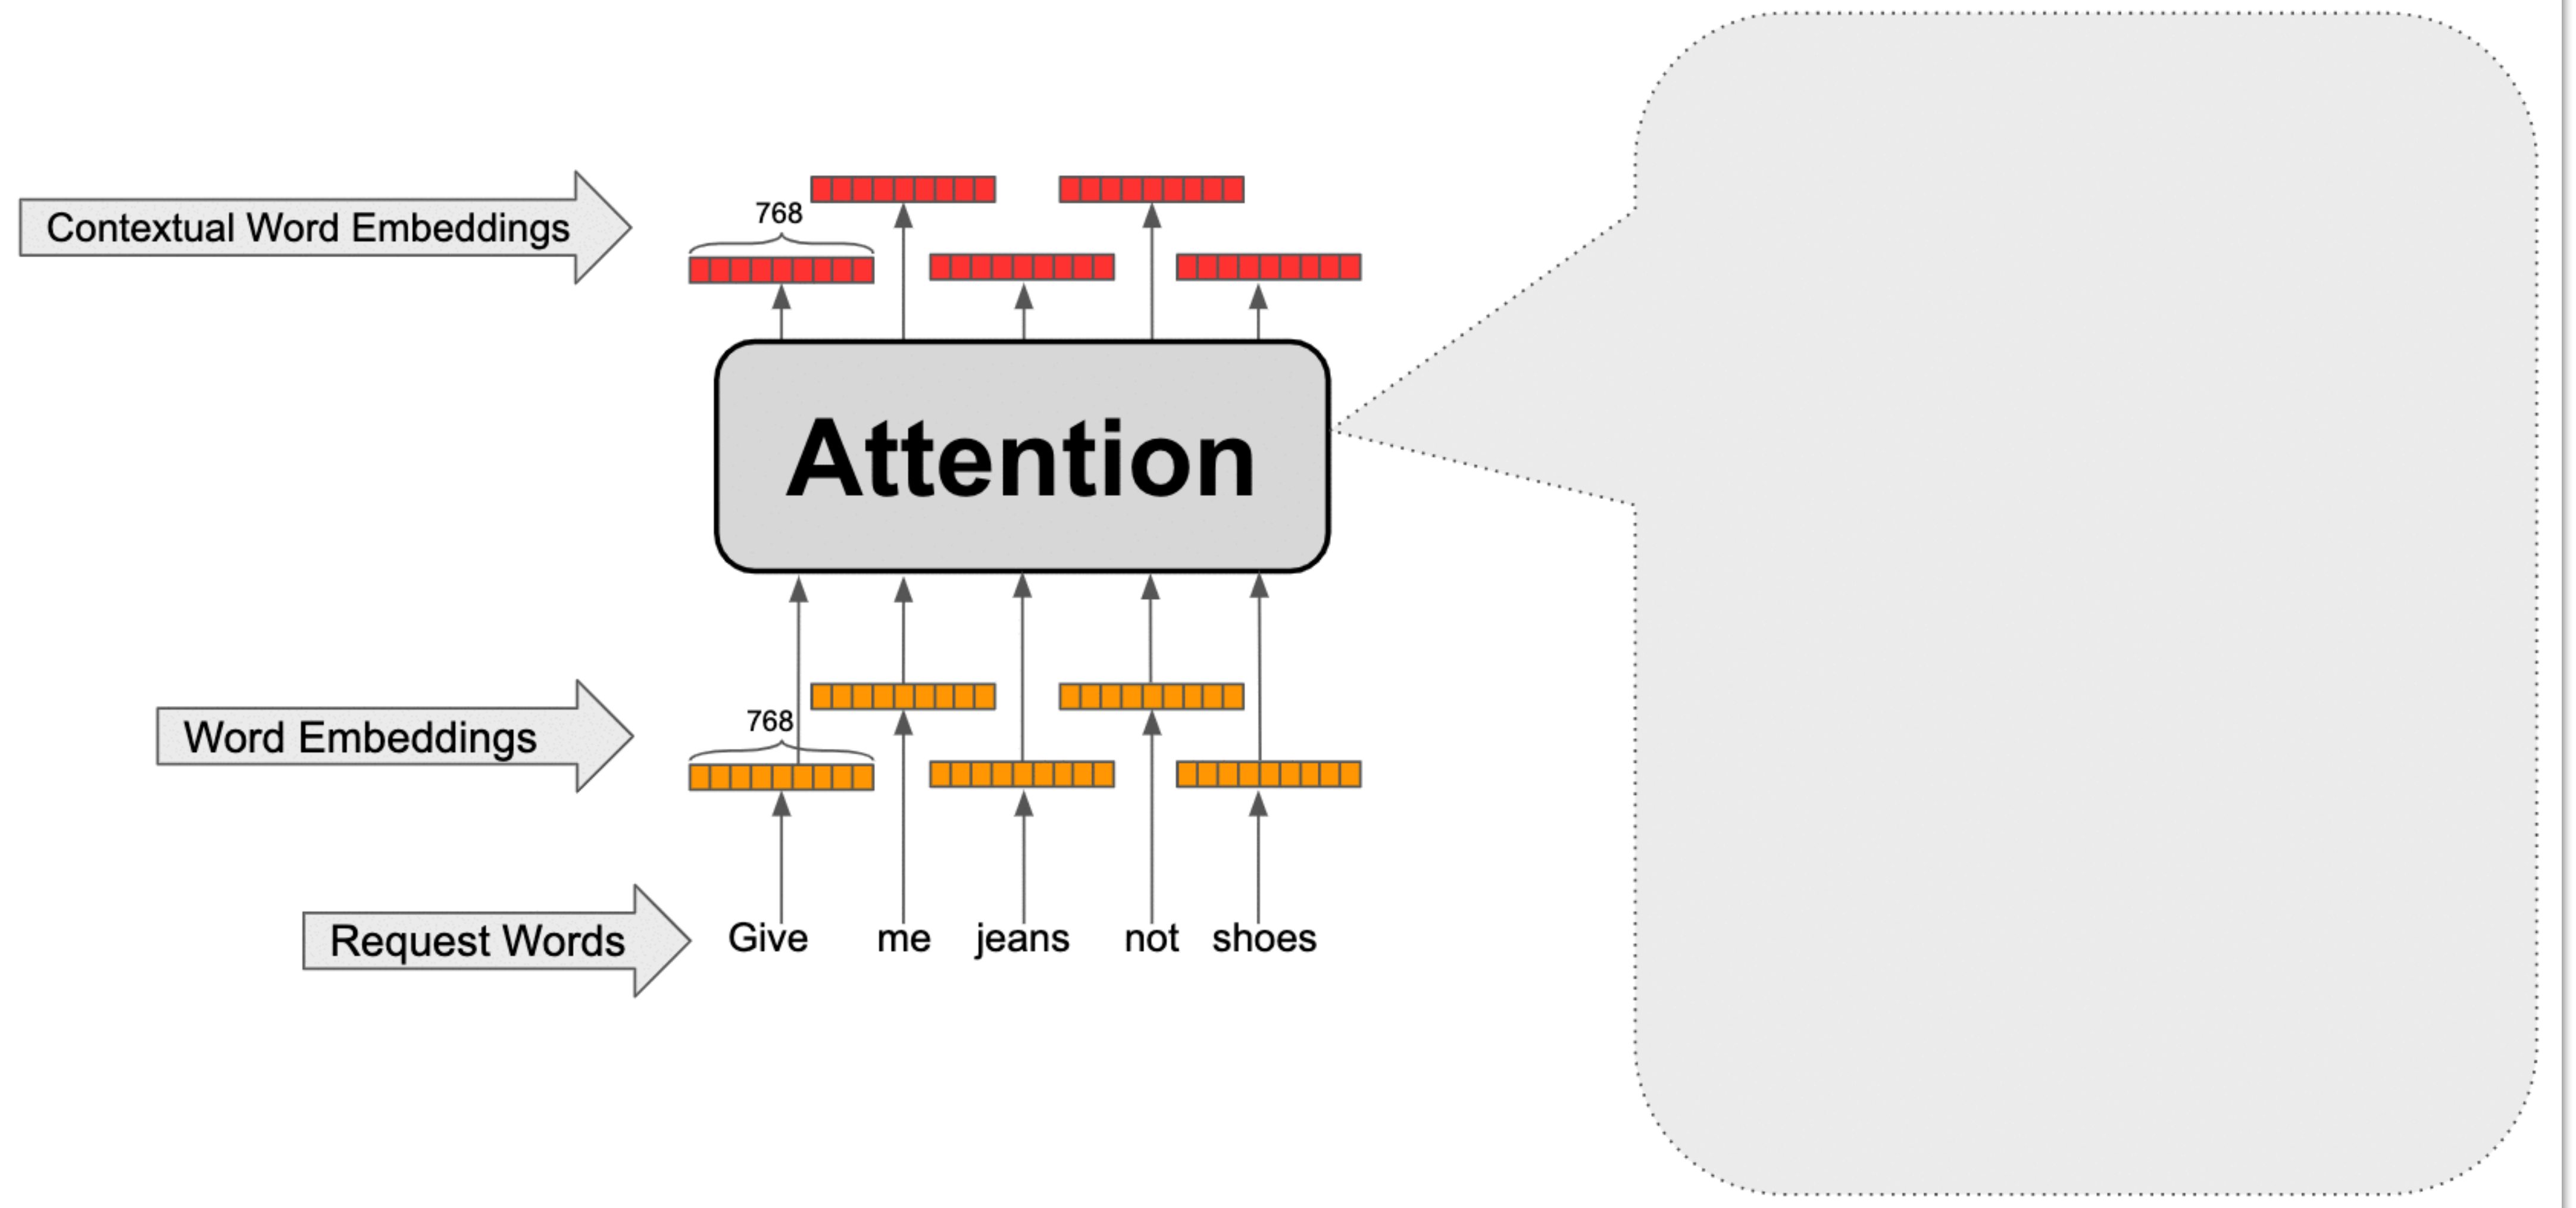 768
Contextual Word Embeddings
Attention
768
Word Embeddings
Request Words
Give me jeans not shoes